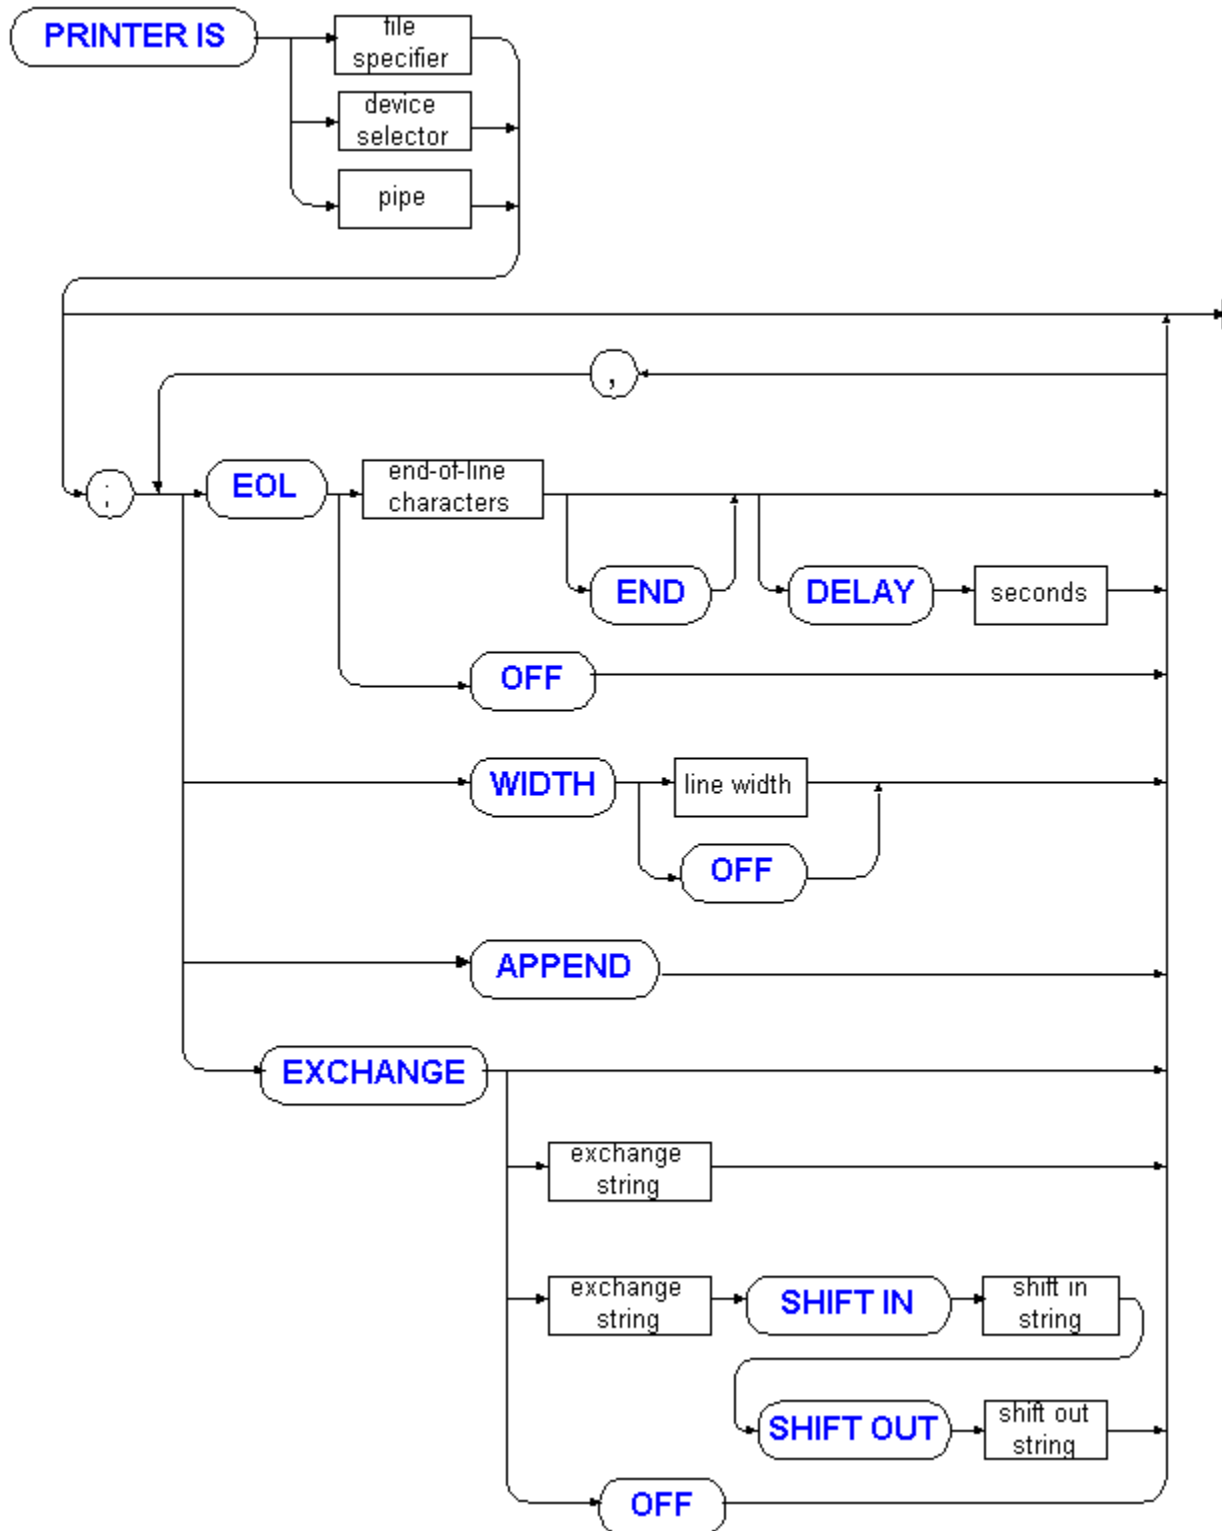 PRINTER IS
file
specifier
device
selector
pipe
,
;
EOL
end-of-line
characters
END
DELAY
seconds
OFF
WIDTH
line width
OFF
APPEND
EXCHANGE
exchange
string
exchange
string
SHIFT IN
shift in
string
SHIFT OUT
shift out
string
OFF